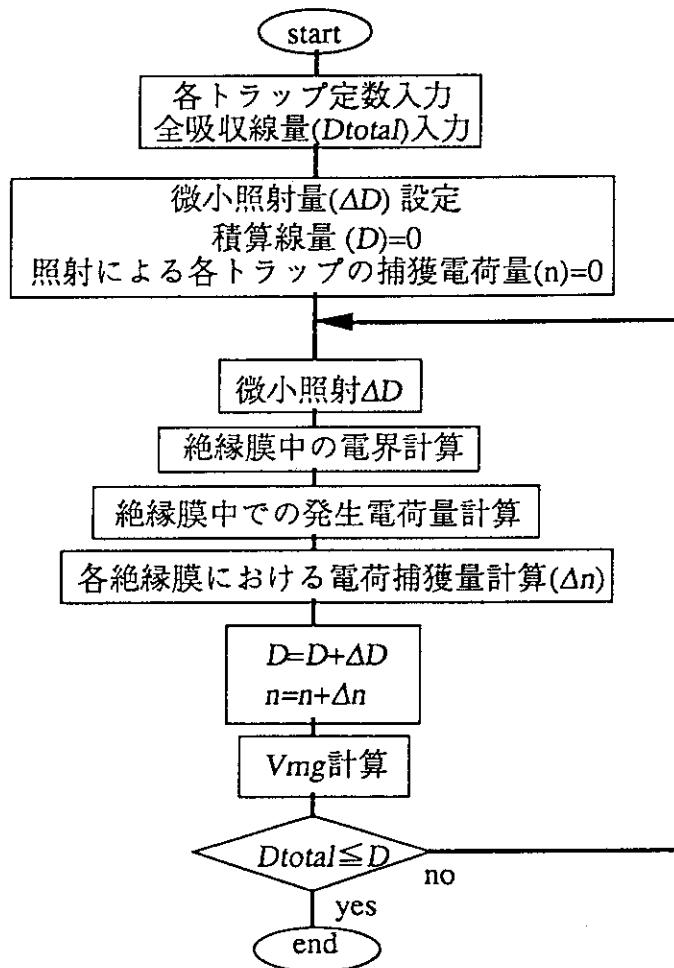 start
各トラップ定数入力
全吸収線量(Dtotal)入力
微小照射量(ΔD) 設定
積算線量 (D)=0
照射による各トラップの捕獲電荷量(n)=0
微小照射ΔD
絶縁膜中の電界計算
絶縁膜中での発生電荷量計算
各絶縁膜における電荷捕獲量計算(Δn)
D=D+ΔD
n=n+Δn
Vmg計算
Dtotal≦D
no
yes
end